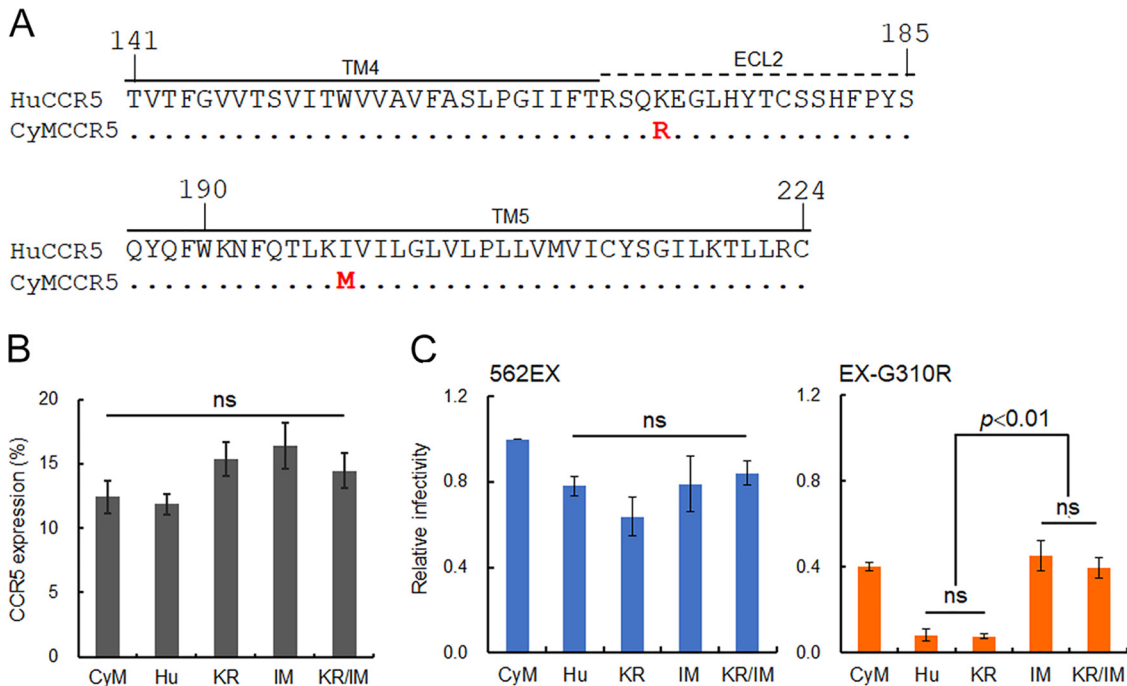 A
141 185
TM4 ECL2
HuCCR5 TVTFGVVTSVITWVVAVFASLPGIIFTRSQKEGLHYTCSSHFPYS
CyMCCR5 ..............................R..............
190 224
TM5
HuCCR5 QYQFWKNFQTLKIVILGLVLPLLVMVICYSGILKTLLRC
CyMCCR5 ............M..........................
B
CCR5 expression (%)
20
15
10
5
0
ns
CyM Hu KR IM KR/IM
C
562EX
Relative infectivity
1.2
0.8
0.4
0.0
ns
CyM Hu KR IM KR/IM
EX-G310R
1.2
0.8
0.4
0.0
p<0.01
ns
ns
CyM Hu KR IM KR/IM